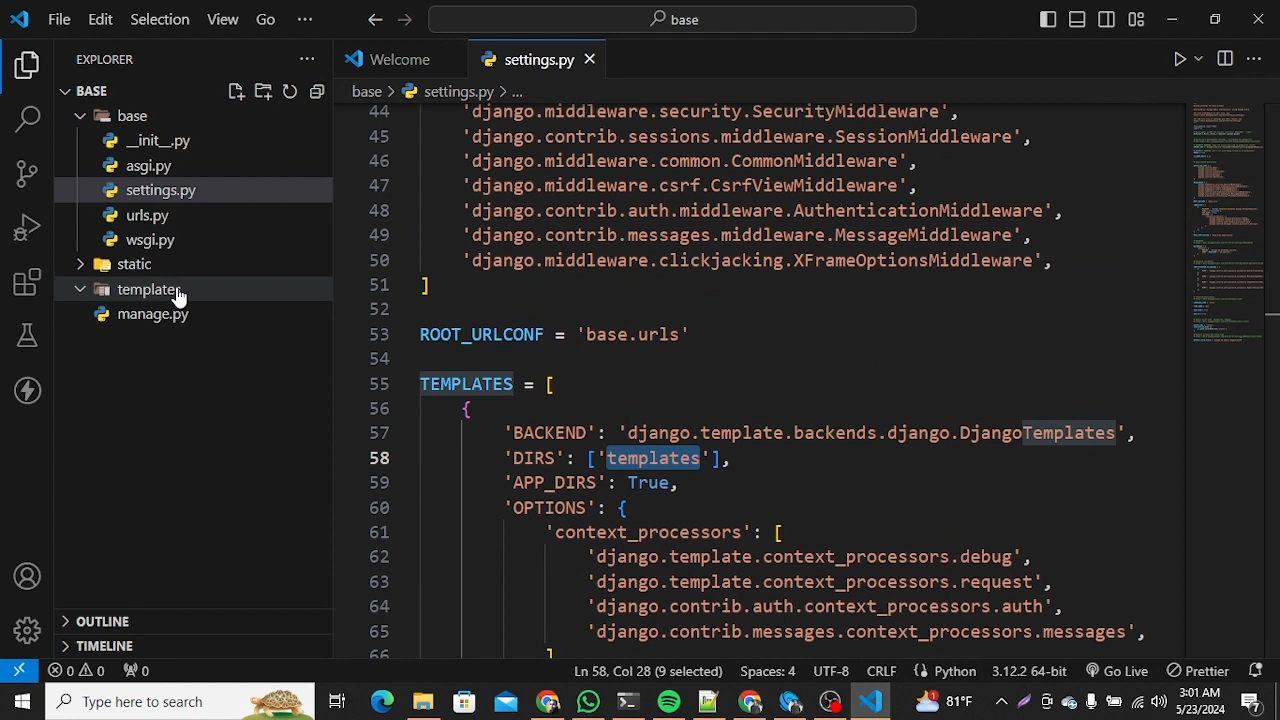 File Edit Selection View Go ... base
EXPLORER ...
Welcome settings.py
BASE
base > settings.py > ...
base
__init__.py
asgi.py
settings.py
urls.py
wsgi.py
static
templates
manage.py
44 'django.middleware.security.SecurityMiddleware'
45 'django.contrib.sessions.middleware.SessionMiddleware',
46 'django.middleware.common.CommonMiddleware',
47 'django.middleware.csrf.CsrfViewMiddleware',
48 'django.contrib.auth.middleware.AuthenticationMiddleware',
49 'django.contrib.messages.middleware.MessageMiddleware',
50 'django.middleware.clickjacking.XFrameOptionsMiddleware',
51 ]
52
53 ROOT_URLCONF = 'base.urls'
54
55 TEMPLATES = [
56 {
57 'BACKEND': 'django.template.backends.django.DjangoTemplates',
58 'DIRS': ['templates'],
59 'APP_DIRS': True,
60 'OPTIONS': {
61 'context_processors': [
62 'django.template.context_processors.debug',
63 'django.template.context_processors.request',
64 'django.contrib.auth.context_processors.auth',
65 'django.contrib.messages.context_processors.messages',
66 ]
OUTLINE
TIMELINE
0 0 0 Ln 58, Col 28 (9 selected) Spaces: 4 UTF-8 CRLF Python 3.12.2 64-bit Go Live Prettier
Type here to search 1 81°F 3:01 AM
5/23/2024 7